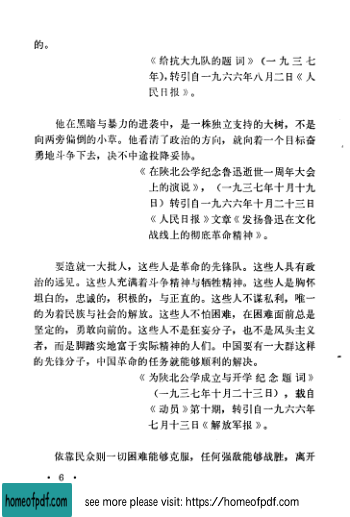 的。
《给抗大九队的题词》（一九三七
年），转引自一九六六年八月二日《人
民日报》。
他在黑暗与暴力的进袭中，是一株独立支持的大树，不是
向两旁偏倒的小草。他看清了政治的方向，就向着一个目标奋
勇地斗争下去，决不中途投降妥协。
《在陕北公学纪念鲁迅逝世一周年大会
上的演说》，（一九三七年十月十九
日）转引自一九六六年十月二十三日
《人民日报》文章《发扬鲁迅在文化
战线上的彻底革命精神》。
要造就一大批人，这些人是革命的先锋队。这些人具有政
治的远见。这些人充满着斗争精神与牺牲精神。这些人是胸怀
坦白的，忠诚的，积极的，与正直的。这些人不谋私利，唯一
的为着民族与社会的解放。这些人不怕困难，在困难面前总是
坚定的，勇敢向前的。这些人不是狂妄分子，也不是风头主义
者，而是脚踏实地富于实际精神的人们。中国要有一大群这样
的先锋分子，中国革命的任务就能够顺利的解决。
《为陕北公学成立与开学纪念题词》
（一九三七年十月二十三日），载自
《动员》第十期，转引自一九六六年
七月十三日《解放军报》。
依靠民众则一切困难能够克服，任何强敌能够战胜，离开
• 6 •
homeofpdf.com
see more please visit: https://homeofpdf.com